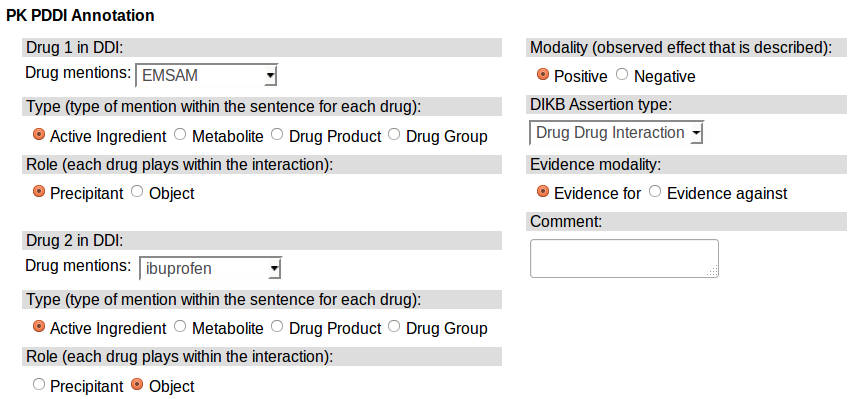 PK PDDI Annotation
Drug 1 in DDI:
Drug mentions: EMSAM
Type (type of mention within the sentence for each drug):
Active Ingredient Metabolite Drug Product Drug Group
Role (each drug plays within the interaction):
Precipitant Object
Drug 2 in DDI:
Drug mentions: ibuprofen
Type (type of mention within the sentence for each drug):
Active Ingredient Metabolite Drug Product Drug Group
Role (each drug plays within the interaction):
Precipitant Object
Modality (observed effect that is described):
Positive Negative
DIKB Assertion type:
Drug Drug Interaction
Evidence modality:
Evidence for Evidence against
Comment: